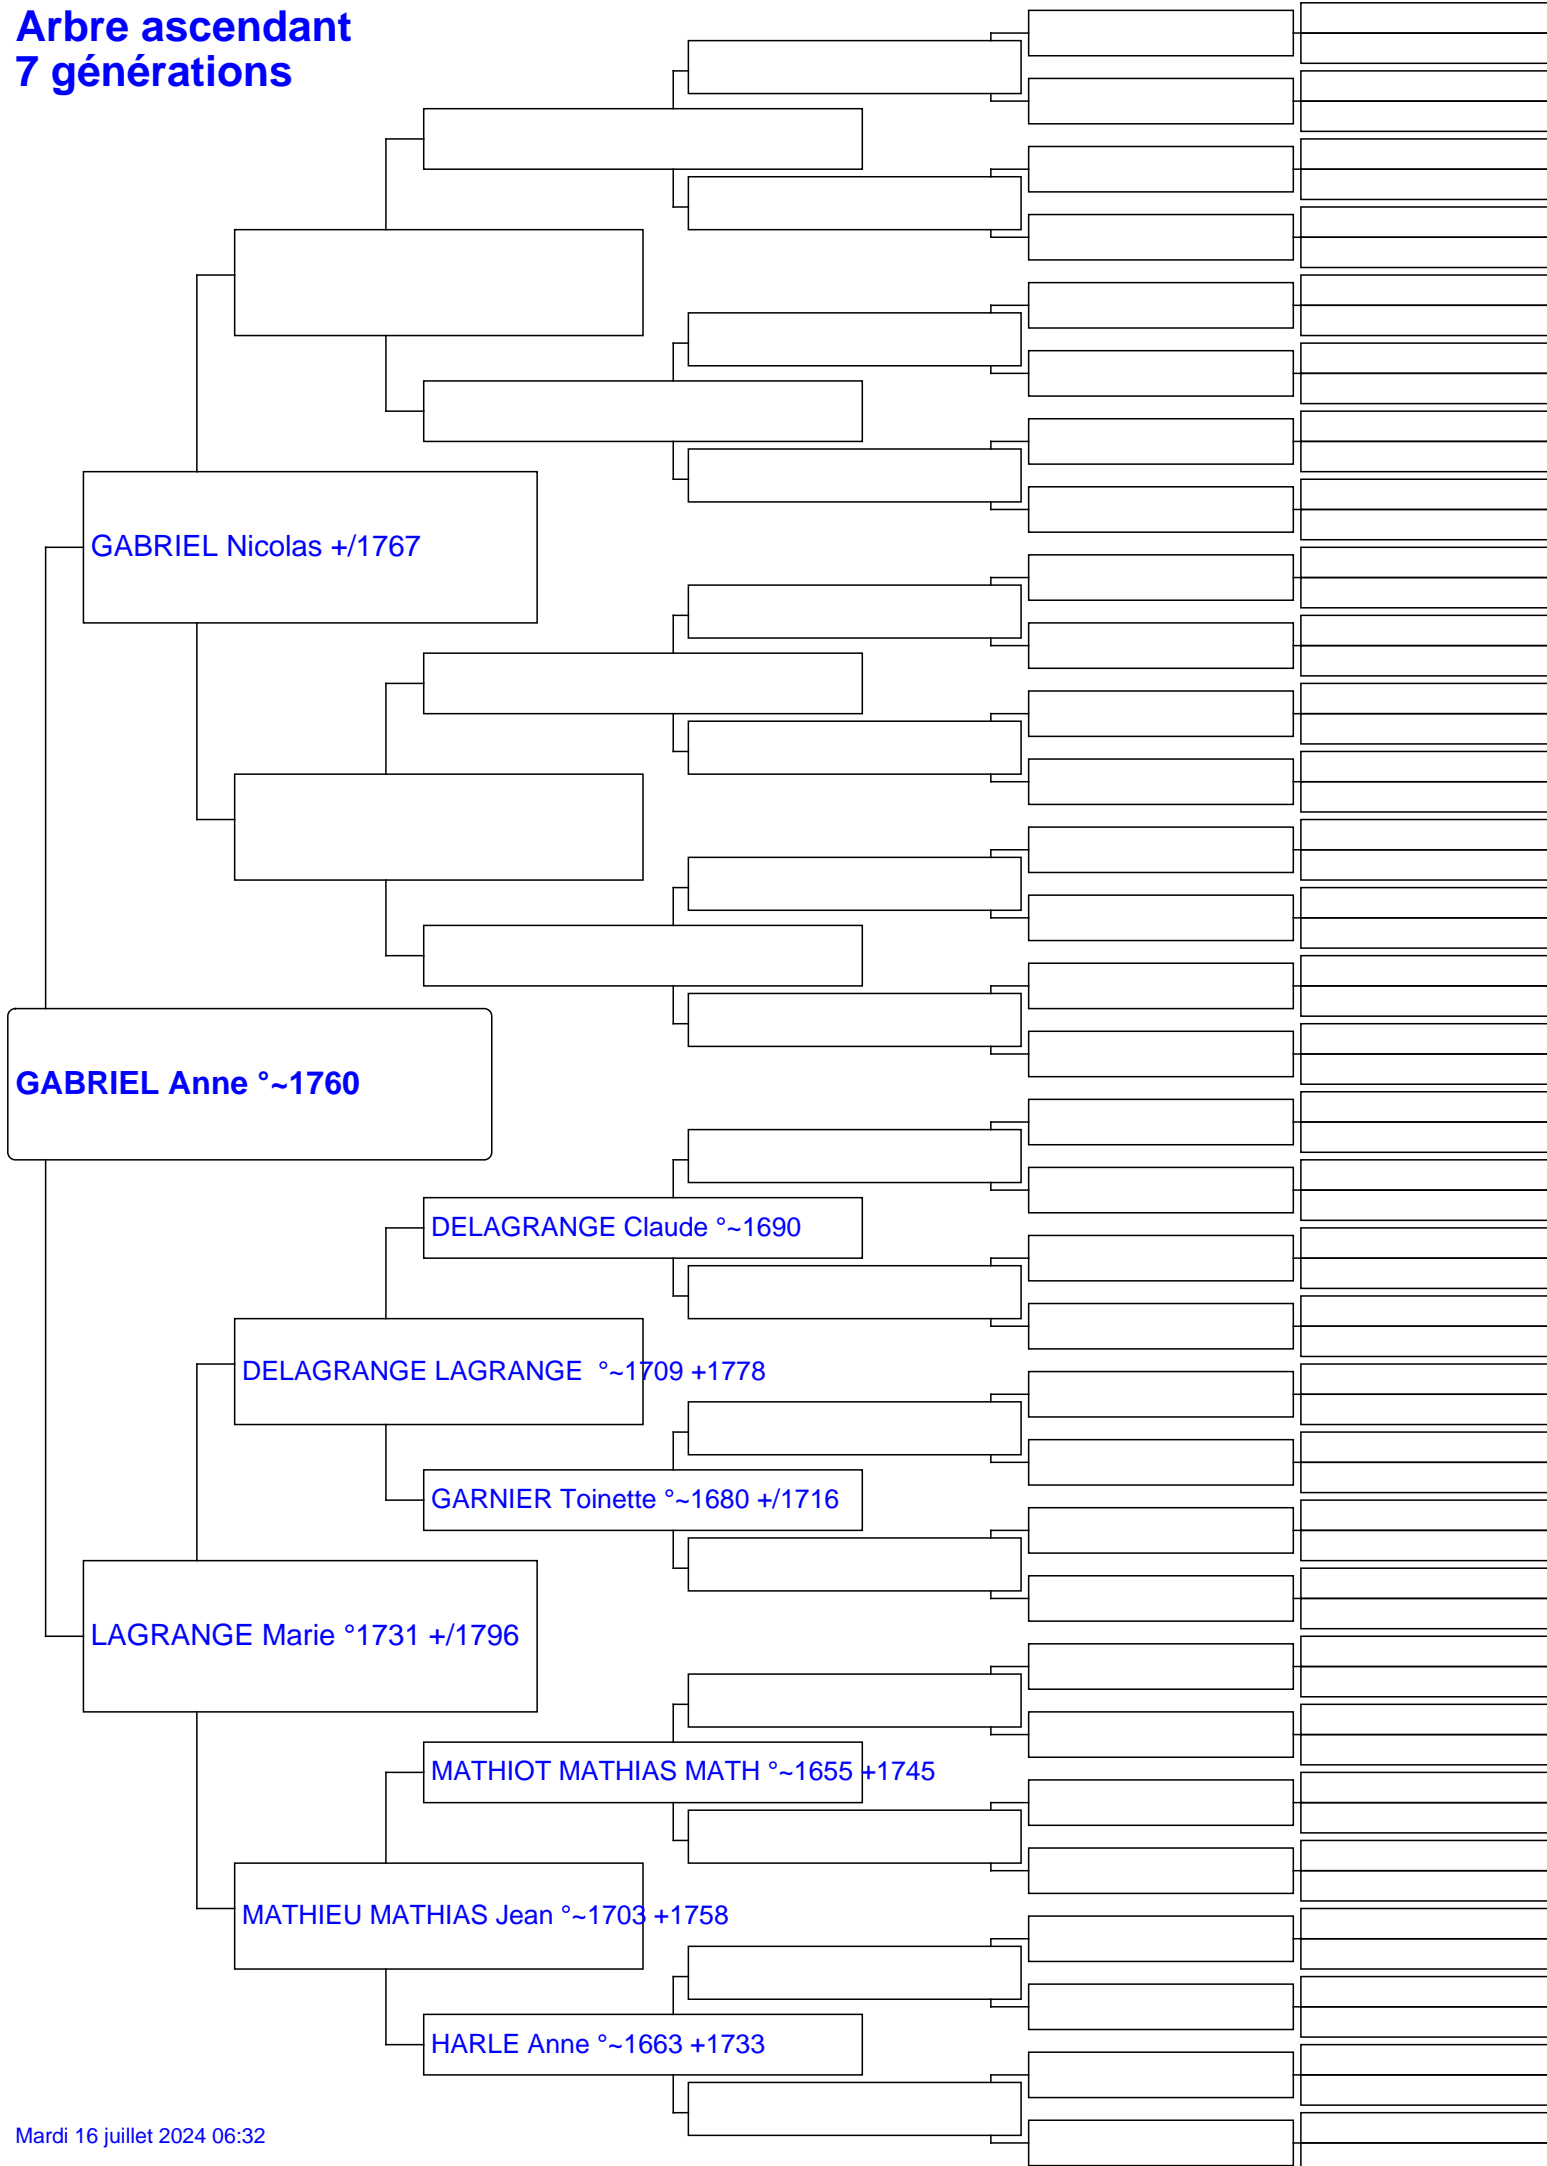 Arbre ascendant
7 générations
GABRIEL Nicolas +/1767
GABRIEL Anne °~1760
DELAGRANGE Claude °~1690
DELAGRANGE LAGRANGE  °~1709 +1778
GARNIER Toinette °~1680 +/1716
LAGRANGE Marie °1731 +/1796
MATHIOT MATHIAS MATH °~1655 +1745
MATHIEU MATHIAS Jean °~1703 +1758
HARLE Anne °~1663 +1733
Mardi 16 juillet 2024 06:32